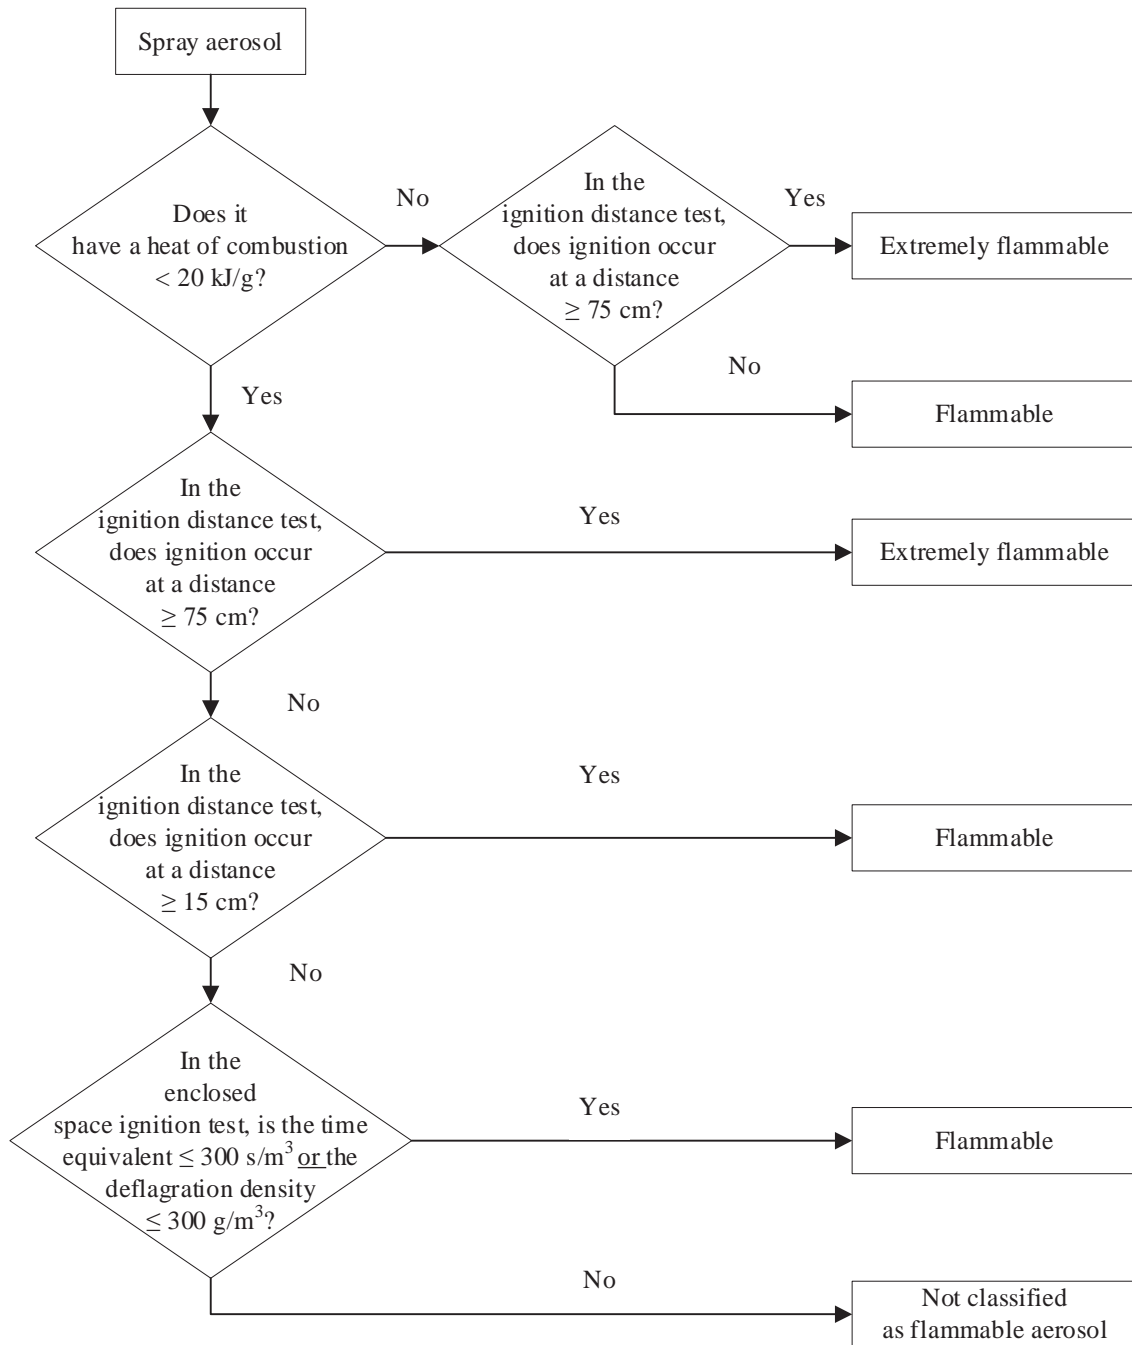 Spray aerosol
Does it
have a heat of combustion
< 20 kJ/g?
No
In the
ignition distance test,
does ignition occur
at a distance
≥ 75 cm?
Yes
Extremely flammable
No
Flammable
Yes
In the
ignition distance test,
does ignition occur
at a distance
≥ 75 cm?
Yes
Extremely flammable
No
In the
ignition distance test,
does ignition occur
at a distance
≥ 15 cm?
Yes
Flammable
No
In the
enclosed
space ignition test, is the time
equivalent ≤ 300 s/m³ or the
deflagration density
≤ 300 g/m³?
Yes
Flammable
No
Not classified
as flammable aerosol